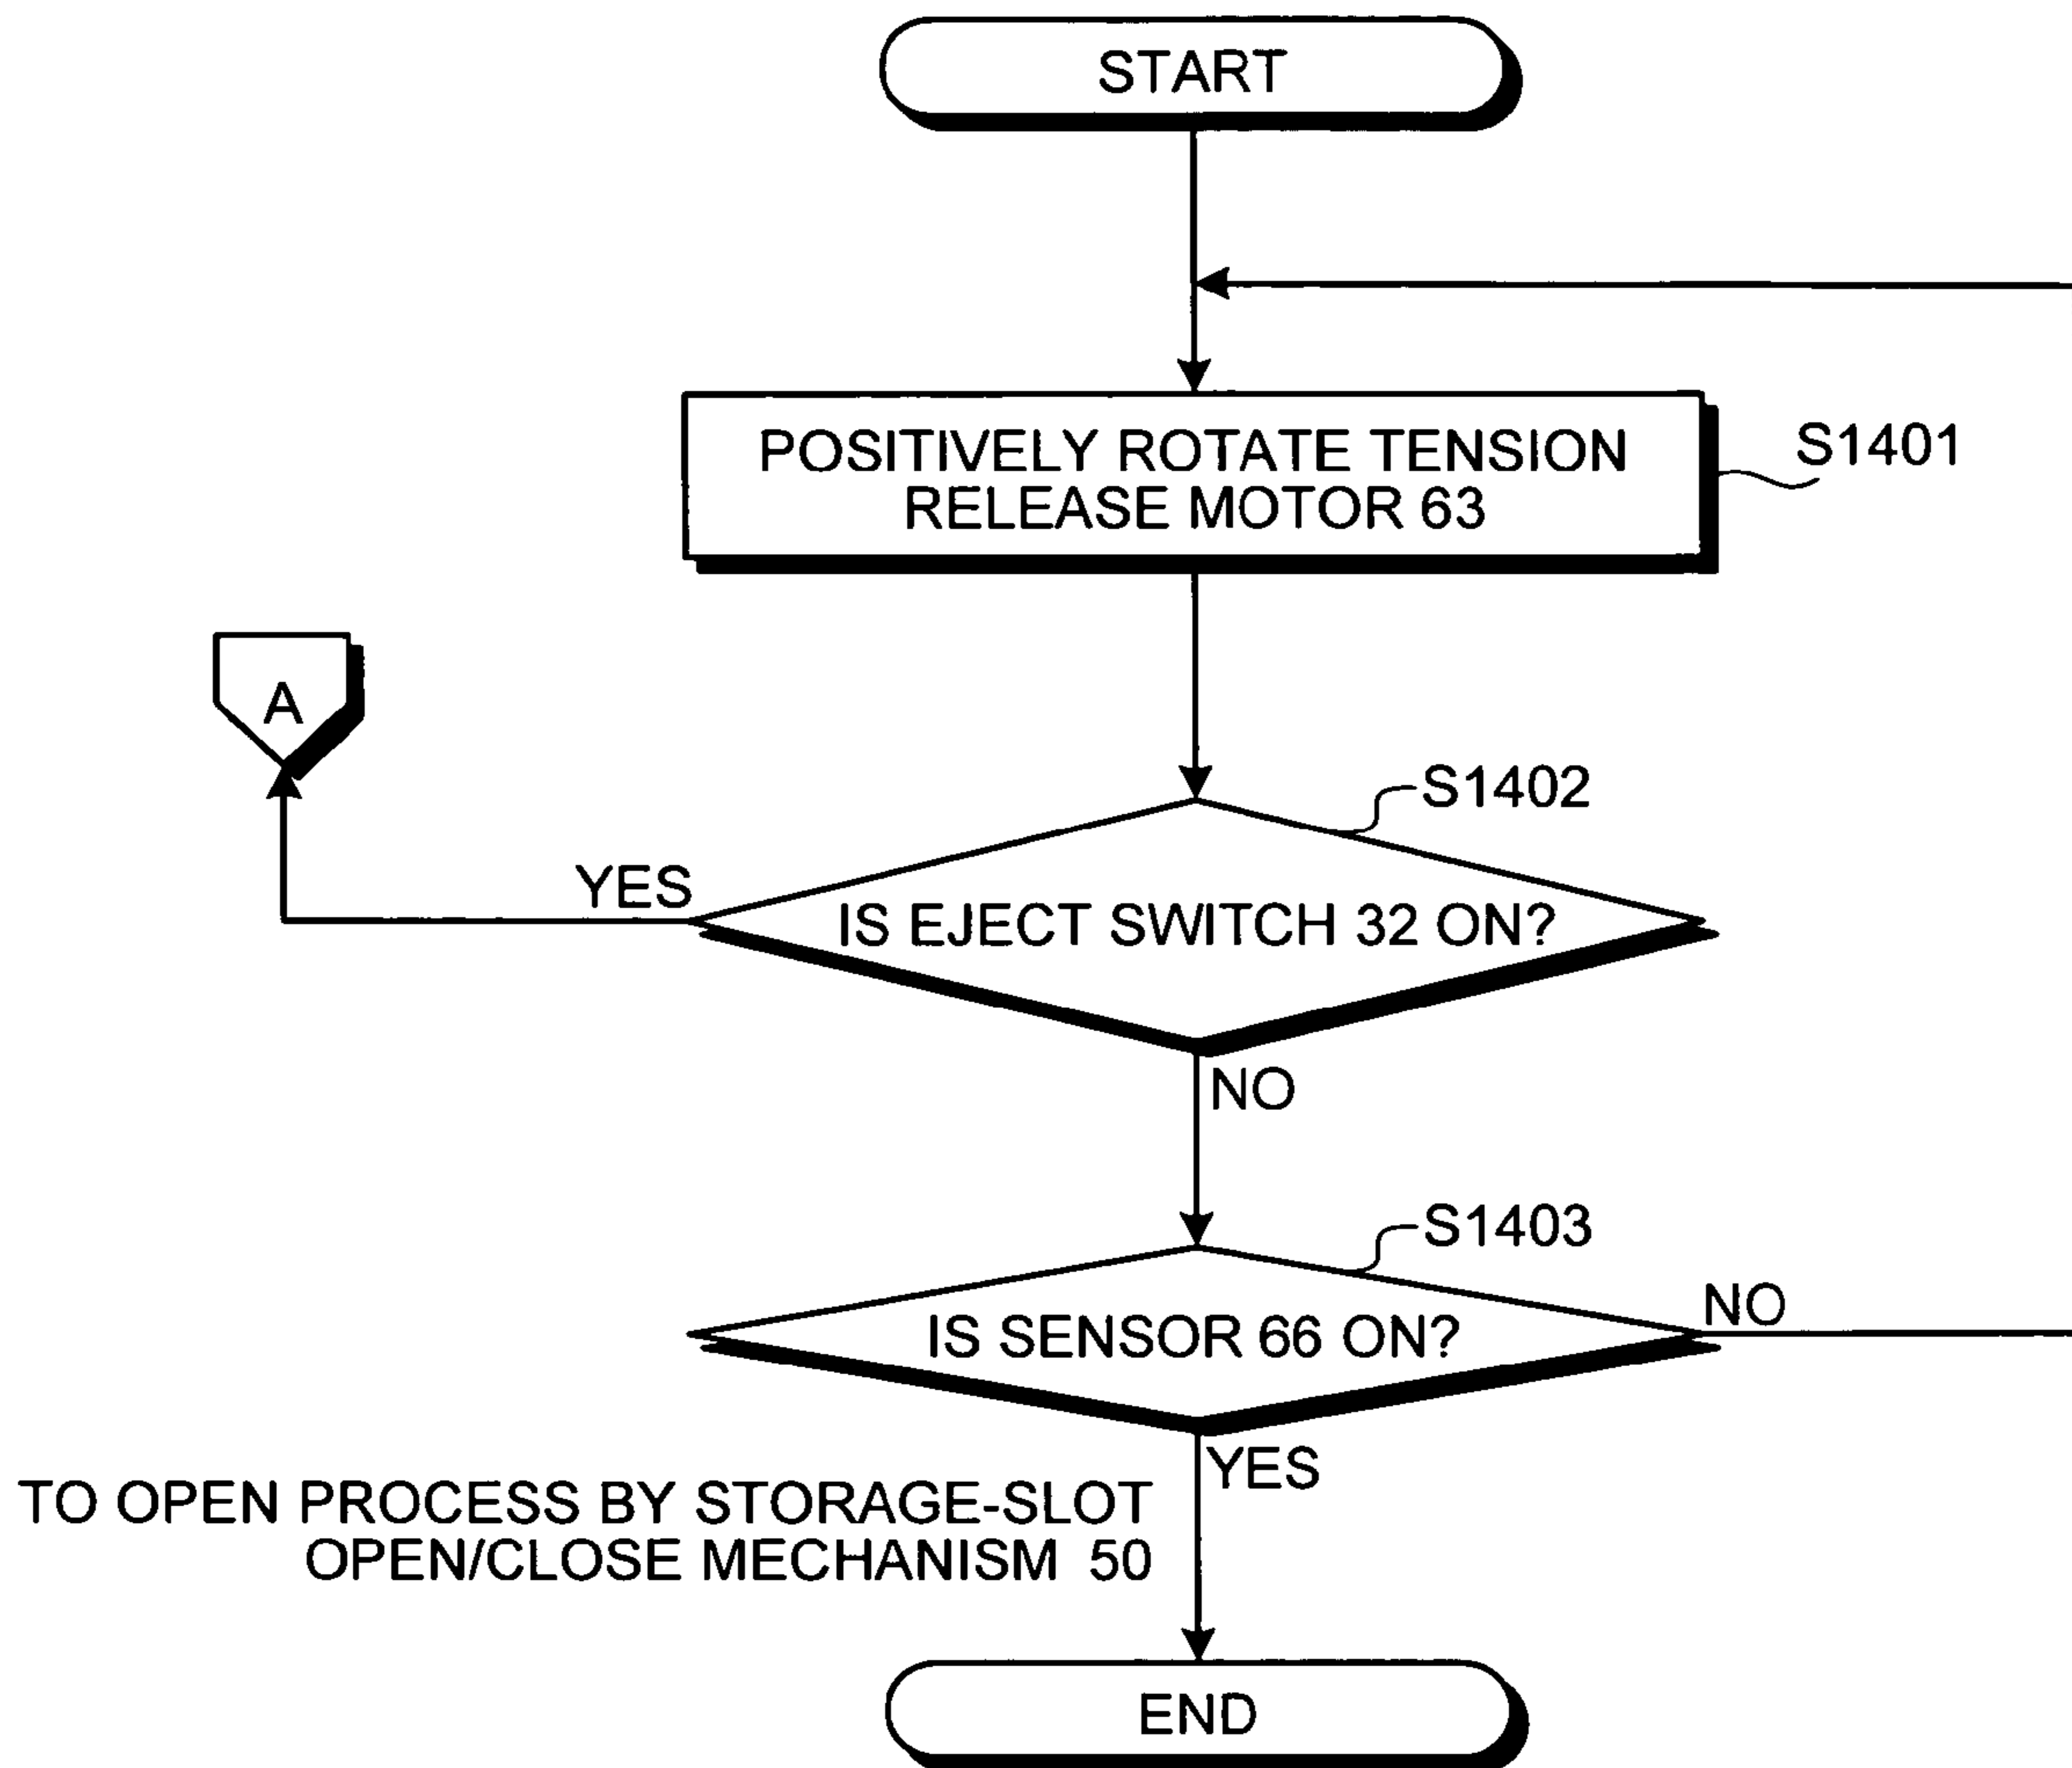 START
POSITIVELY ROTATE TENSION
RELEASE MOTOR 63
S1401
A
S1402
YES
IS EJECT SWITCH 32 ON?
NO
S1403
IS SENSOR 66 ON?
NO
YES
TO OPEN PROCESS BY STORAGE-SLOT
OPEN/CLOSE MECHANISM 50
END